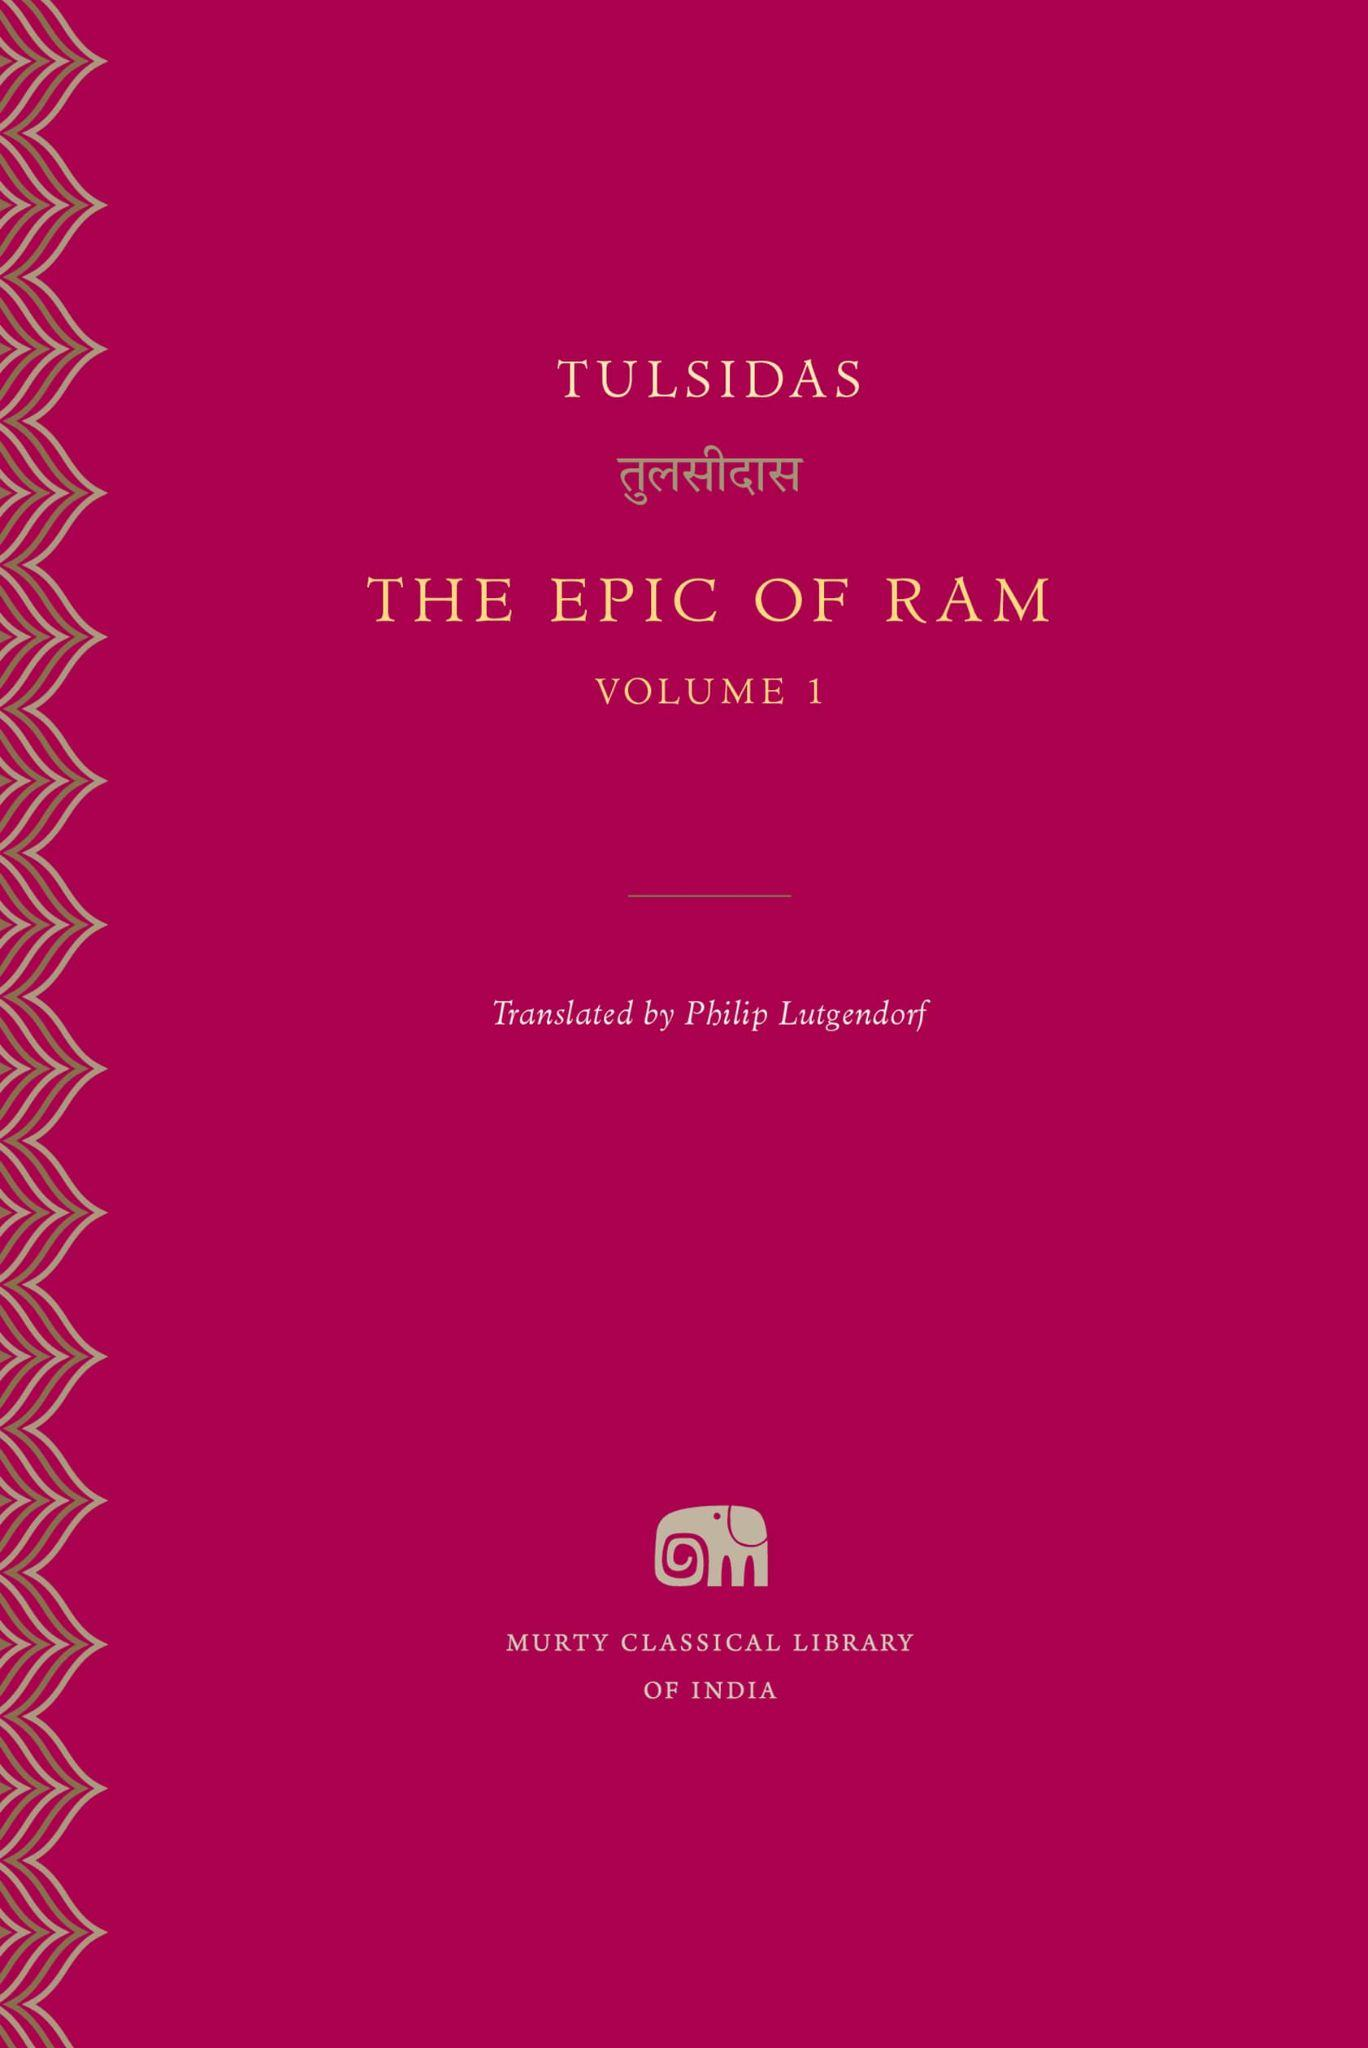 TULSIDAS
तुलसीदास
THE EPIC OF RAM
VOLUME 1
Translated by Philip Lutgendorf
MURTY CLASSICAL LIBRARY
OF INDIA